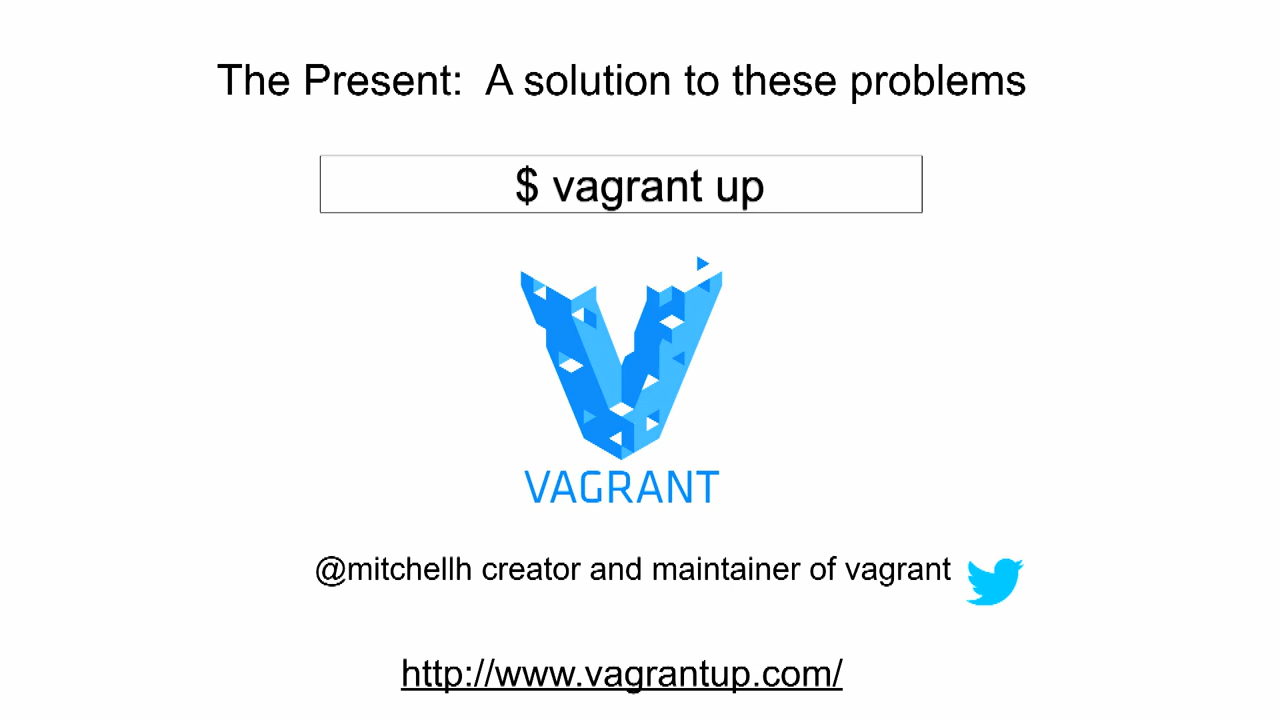 The Present:  A solution to these problems
$ vagrant up
VAGRANT
@mitchellh creator and maintainer of vagrant
http://www.vagrantup.com/